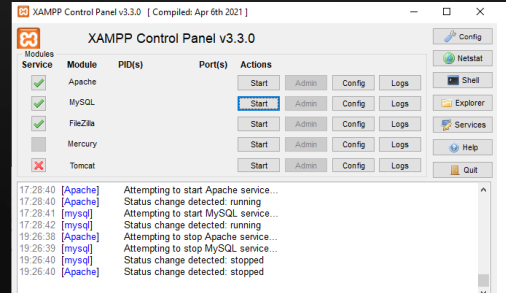 XAMPP Control Panel v3.3.0 [ Compiled: Apr 6th 2021 ]
XAMPP Control Panel v3.3.0
Config
Modules
Service Module PID(s) Port(s) Actions
Netstat
Apache Start Admin Config Logs
Shell
MySQL Start Admin Config Logs
Explorer
FileZilla Start Admin Config Logs
Services
Mercury Start Admin Config Logs
Help
Tomcat Start Admin Config Logs
Quit
17:28:40 [Apache] Attempting to start Apache service...
17:28:40 [Apache] Status change detected: running
17:28:41 [mysql] Attempting to start MySQL service...
17:28:42 [mysql] Status change detected: running
19:26:38 [Apache] Attempting to stop Apache service...
19:26:39 [mysql] Attempting to stop MySQL service...
19:26:40 [mysql] Status change detected: stopped
19:26:40 [Apache] Status change detected: stopped